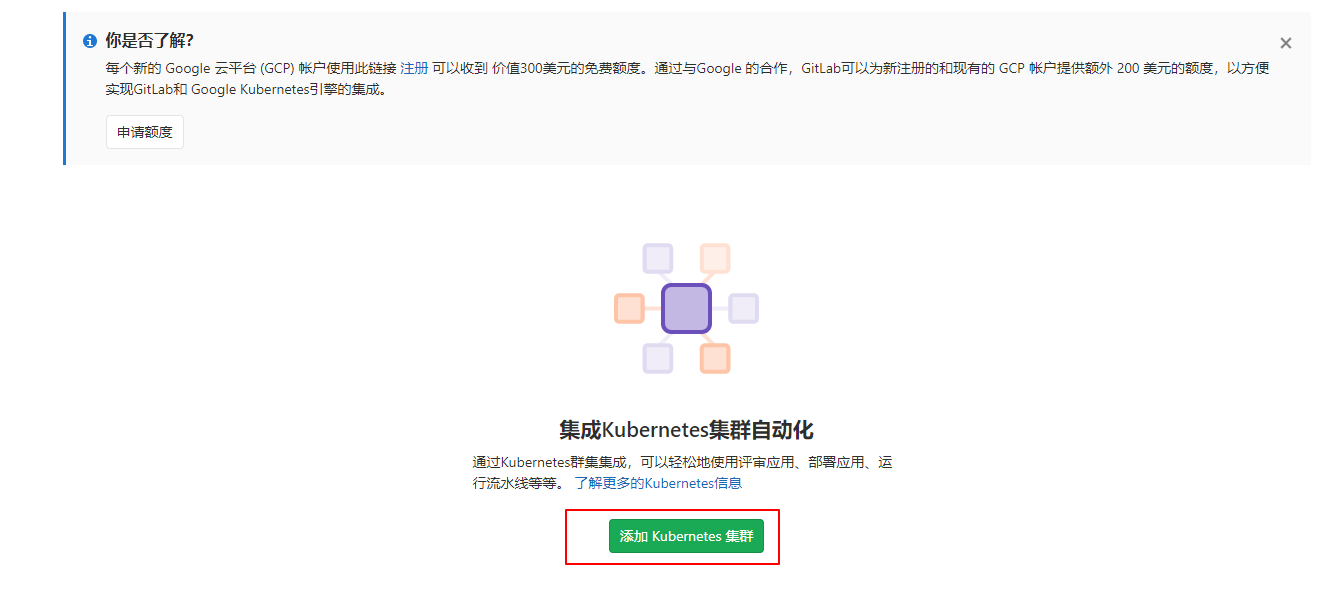 你是否了解?
每个新的 Google 云平台 (GCP) 帐户使用此链接 注册 可以收到 价值300美元的免费额度。通过与Google 的合作，GitLab可以为新注册的和现有的 GCP 帐户提供额外 200 美元的额度，以方便
实现GitLab和 Google Kubernetes引擎的集成。
申请额度
集成Kubernetes集群自动化
通过Kubernetes群集集成，可以轻松地使用评审应用、部署应用、运
行流水线等等。 了解更多的Kubernetes信息
添加 Kubernetes 集群